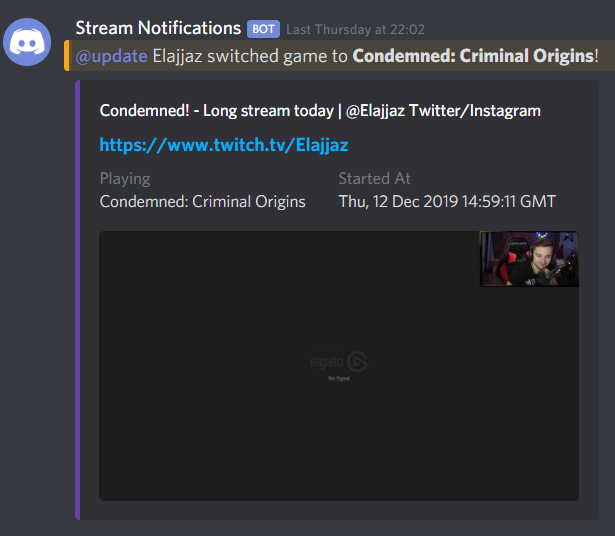 Stream Notifications BOT Last Thursday at 22:02
@update Elajjaz switched game to Condemned: Criminal Origins!
Condemned! - Long stream today | @Elajjaz Twitter/Instagram
https://www.twitch.tv/Elajjaz
Playing Started At
Condemned: Criminal Origins Thu, 12 Dec 2019 14:59:11 GMT
elgato
No Signal